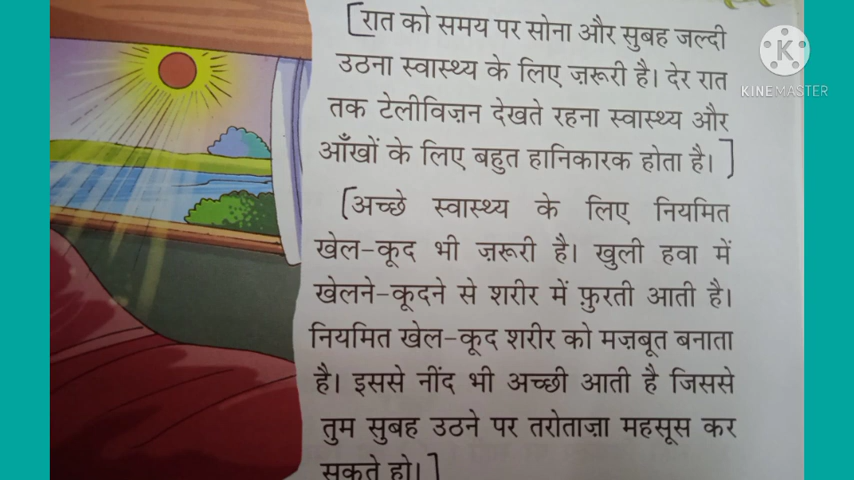 [रात को समय पर सोना और सुबह जल्दी
उठना स्वास्थ्य के लिए ज़रूरी है। देर रात
तक टेलीविज़न देखते रहना स्वास्थ्य और
आँखों के लिए बहुत हानिकारक होता है।]
[अच्छे स्वास्थ्य के लिए नियमित
खेल-कूद भी ज़रूरी है। खुली हवा में
खेलने-कूदने से शरीर में फ़ुरती आती है।
नियमित खेल-कूद शरीर को मज़बूत बनाता
है। इससे नींद भी अच्छी आती है जिससे
तुम सुबह उठने पर तरोताज़ा महसूस कर
सकते हो।]
KINEMASTER